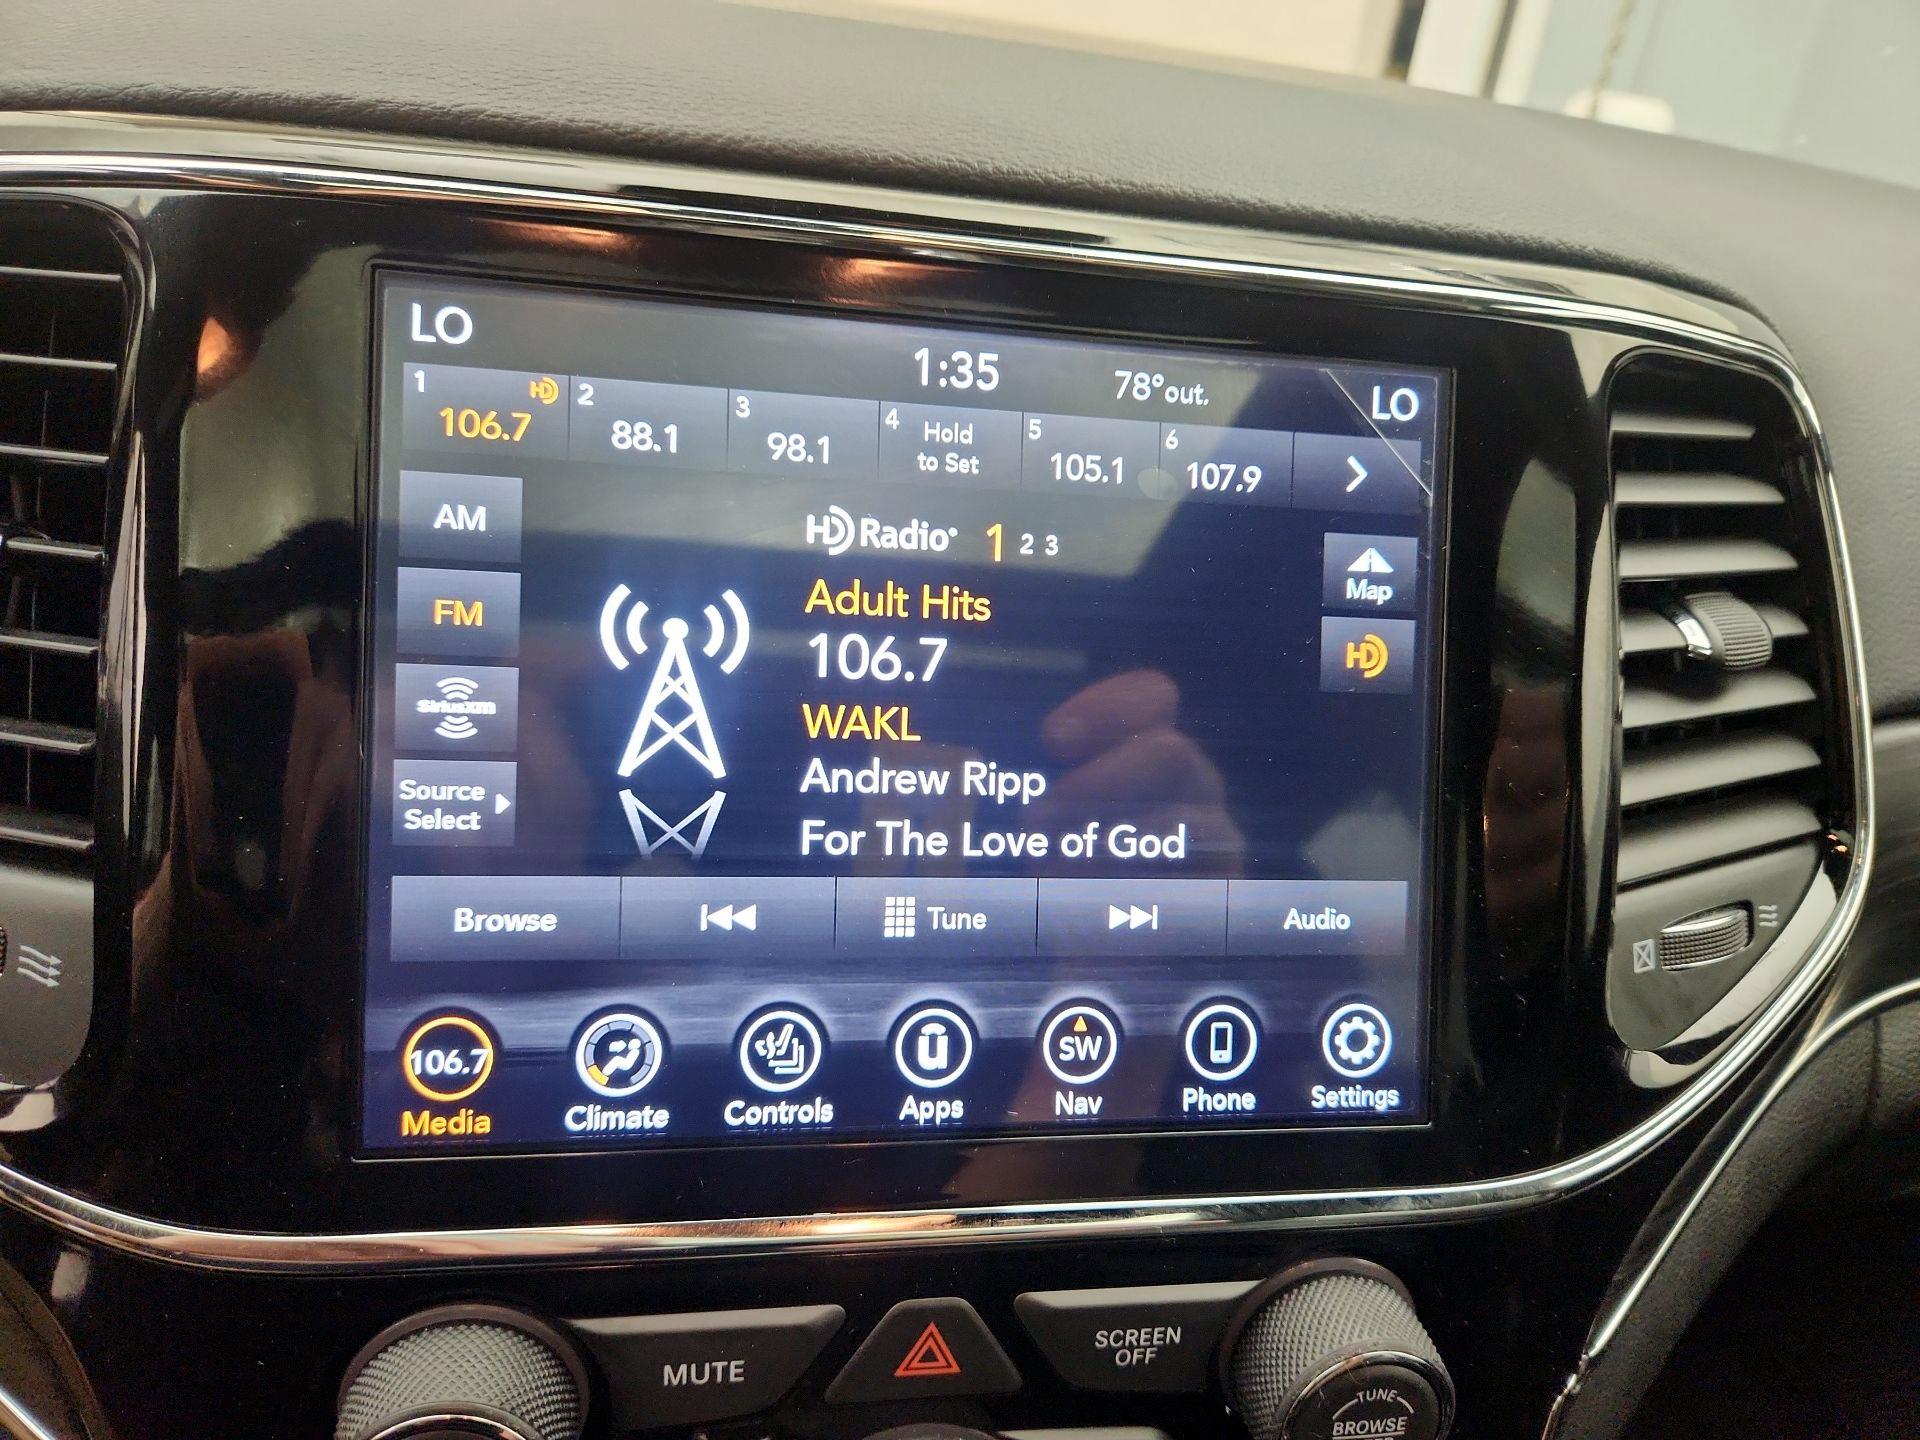 LO
1:35
78° out.
LO
1
HD
106.7
2
88.1
3
98.1
4
Hold
to Set
5
105.1
6
107.9
AM
FM
SiriusXM
Source
Select
HD Radio
1 2 3
Adult Hits
106.7
WAKL
Andrew Ripp
For The Love of God
Map
HD
Browse
Tune
Audio
106.7
Media
Climate
Controls
u
Apps
SW
Nav
Phone
Settings
MUTE
SCREEN
OFF
TUNE
BROWSE